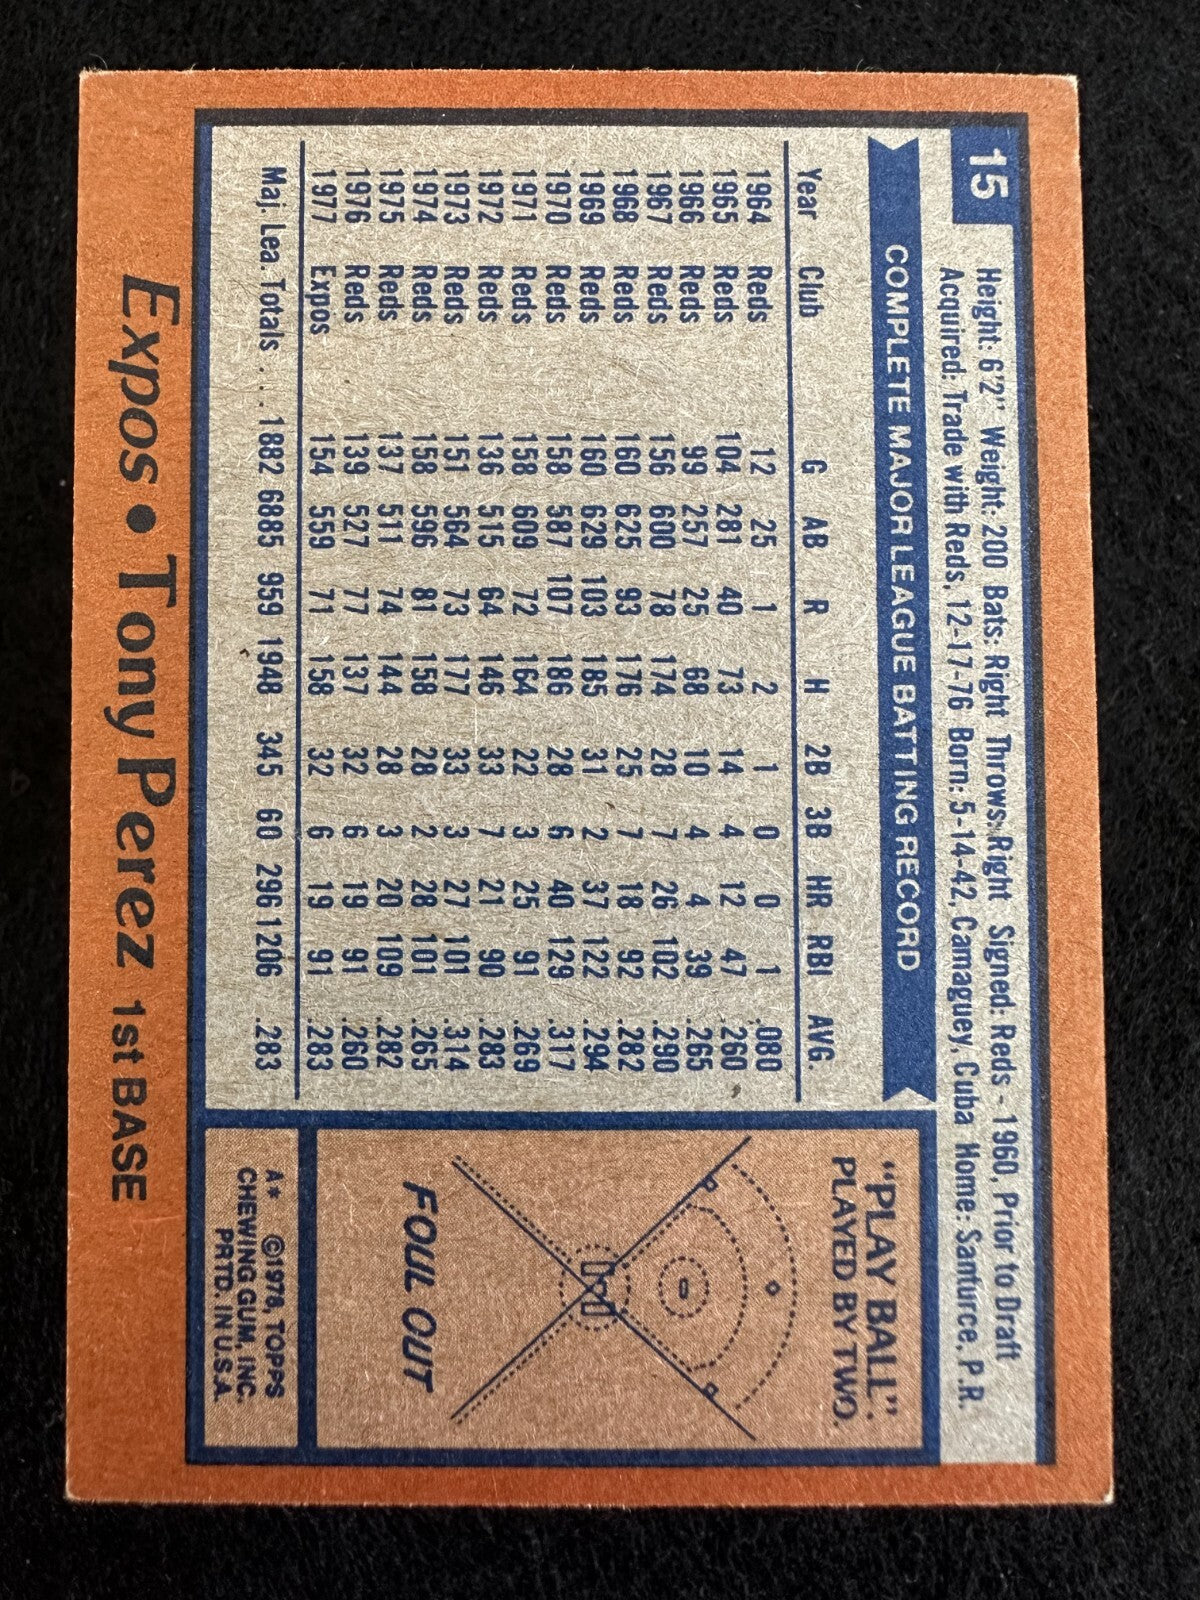 15
Height: 6'2" Weight: 200 Bats: Right Throws: Right Signed: Reds - 1960, Prior to Draft
Acquired: Trade with Reds, 12-17-76 Born: 5-14-42, Camaguey, Cuba Home: Santurce, P.R.
COMPLETE MAJOR LEAGUE BATTING RECORD
Year Club G AB R H 2B 3B HR RBI AVG.
1964 Reds 12 25 1 2 1 0 0 1 .080
1965 Reds 104 281 40 73 14 4 12 47 .260
1966 Reds 99 257 25 68 10 4 4 39 .265
1967 Reds 156 600 78 174 28 7 26 102 .290
1968 Reds 160 625 93 176 25 7 18 92 .282
1969 Reds 160 629 103 185 31 2 37 122 .294
1970 Reds 158 587 107 186 28 6 40 129 .317
1971 Reds 158 609 72 164 22 3 25 91 .269
1972 Reds 136 515 64 146 33 7 21 90 .283
1973 Reds 151 564 73 177 33 3 27 101 .314
1974 Reds 158 596 81 158 28 2 28 101 .265
1975 Reds 137 511 74 144 28 3 20 109 .282
1976 Reds 139 527 77 137 32 6 19 91 .260
1977 Expos 154 559 71 158 32 6 19 91 .283
Maj. Lea. Totals . . . 1882 6885 959 1948 345 60 296 1206 .283
"PLAY BALL".
PLAYED BY TWO.
FOUL OUT
A* ©1978, TOPPS
CHEWING GUM, INC.
PRTD. IN U.S.A.
Expos • Tony Perez 1st BASE